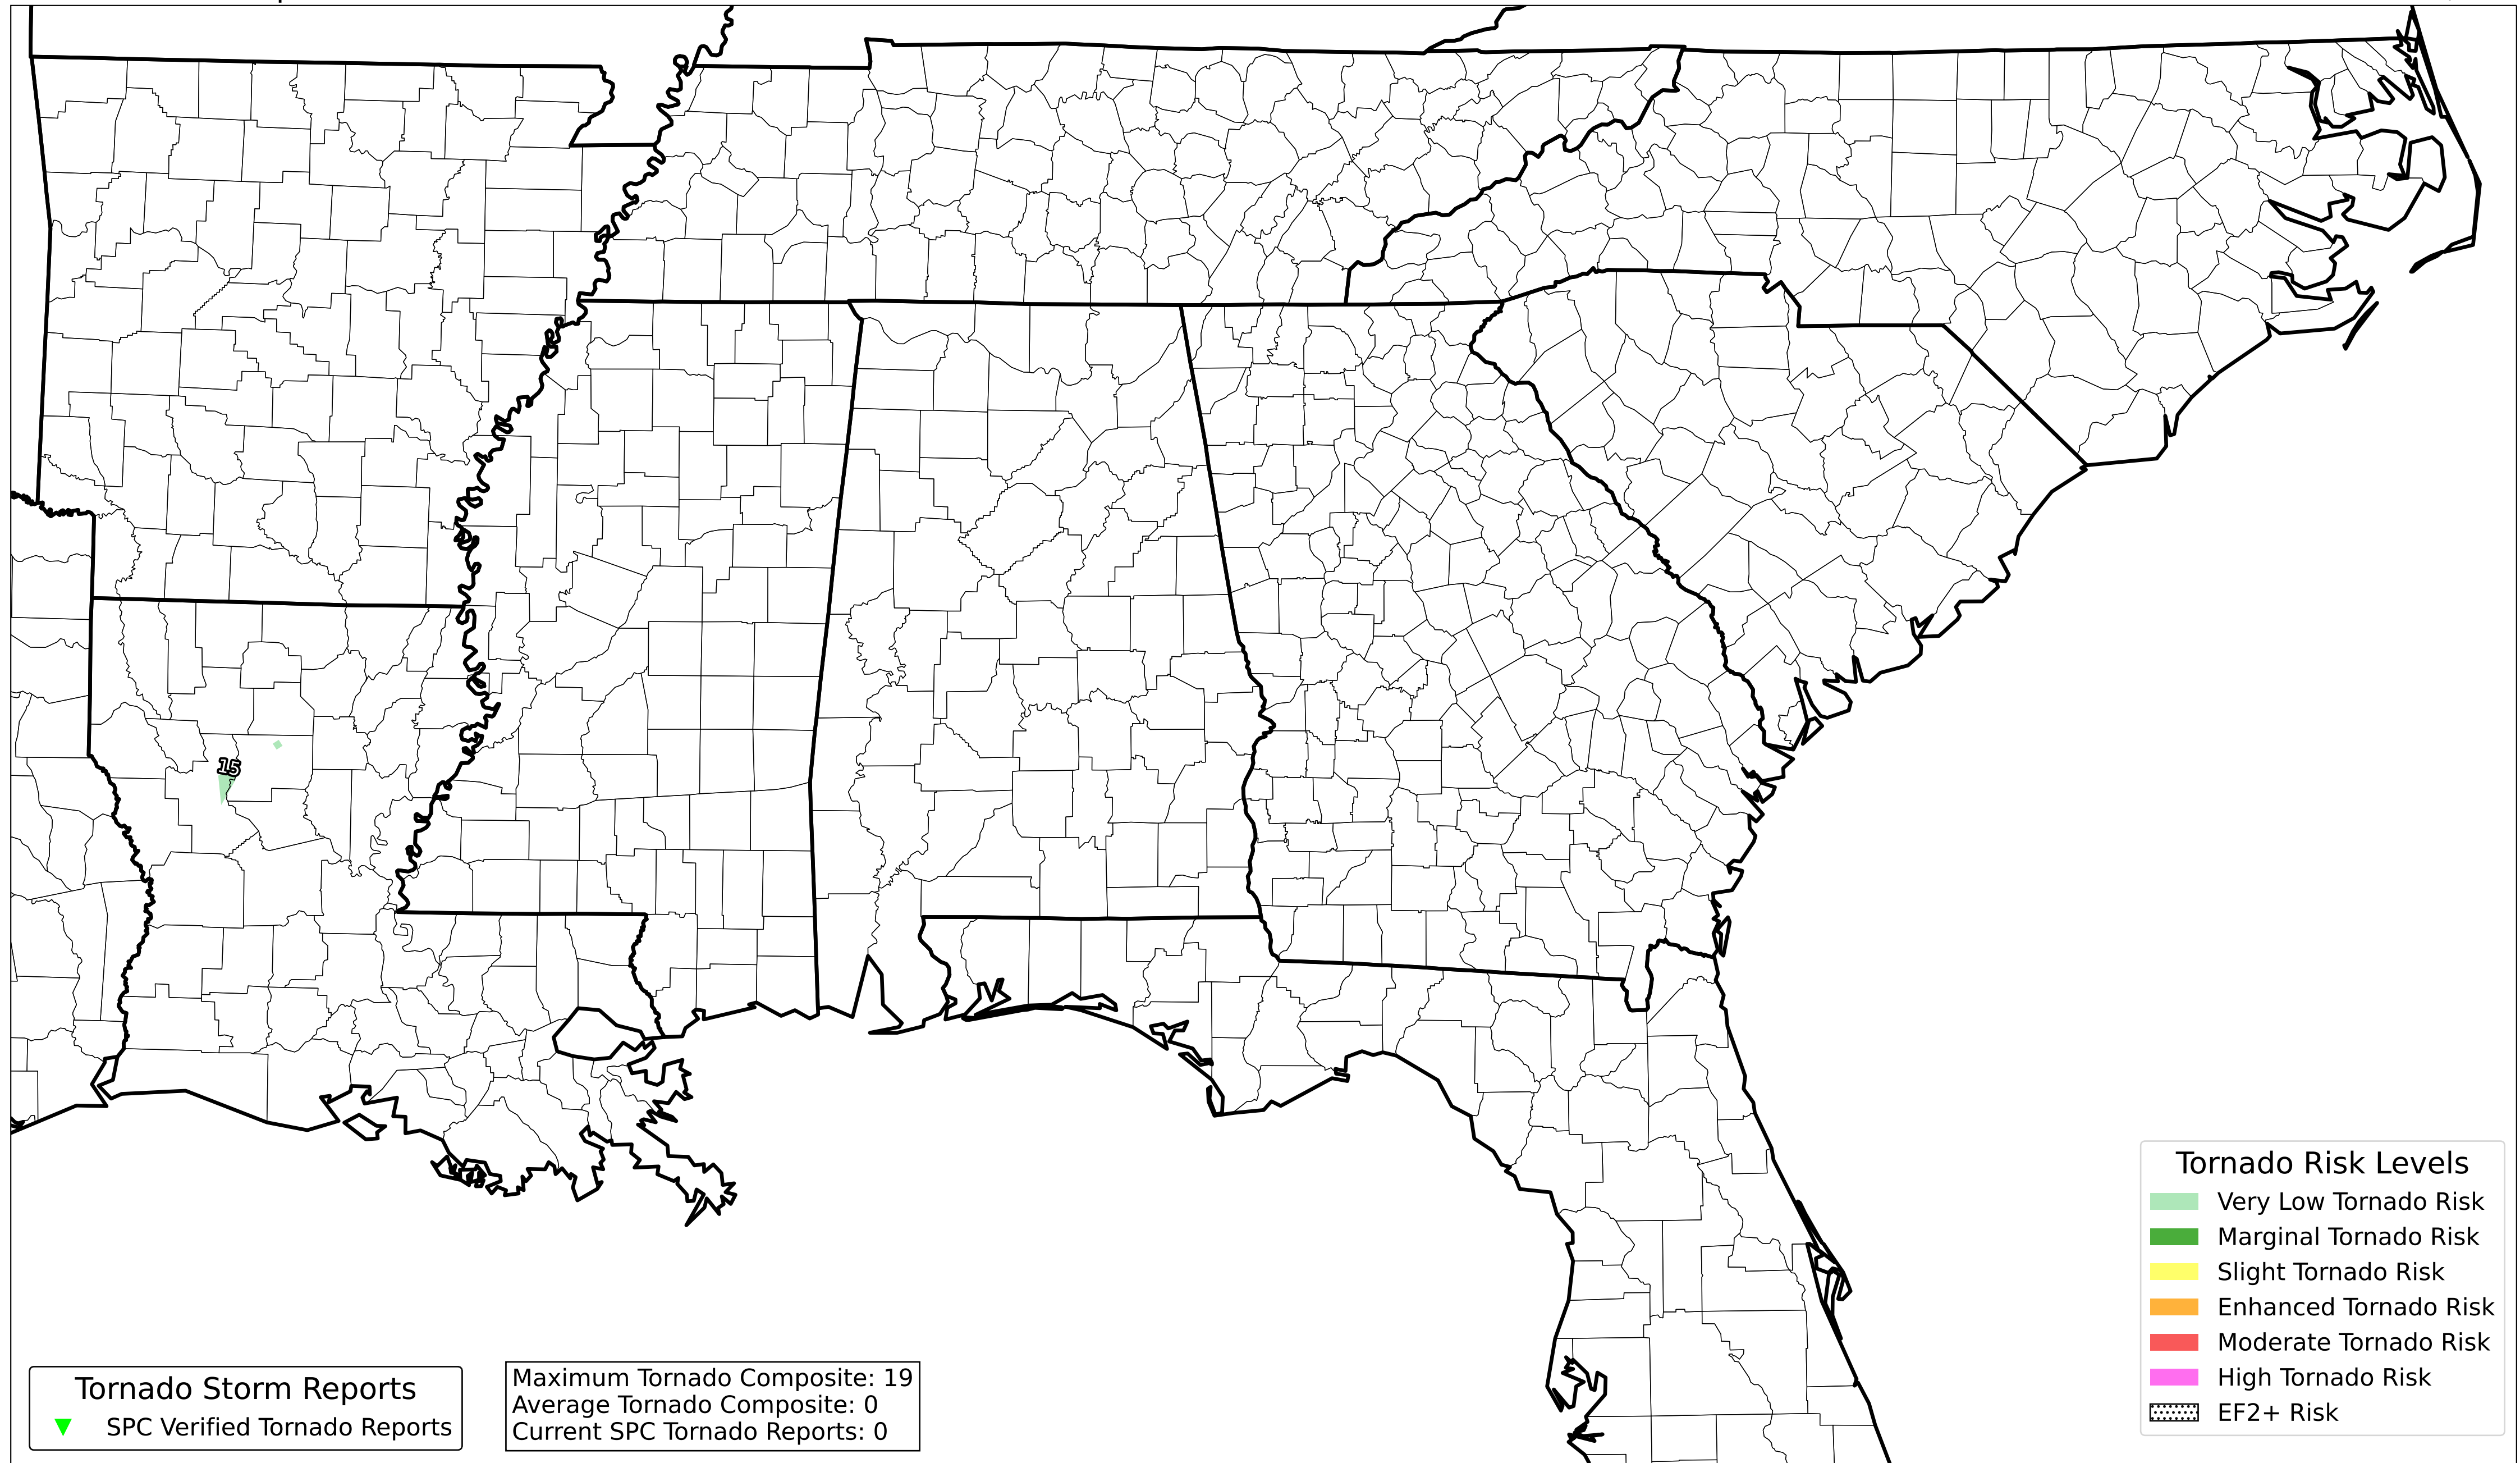 15
Tornado Risk Levels
Very Low Tornado Risk
Marginal Tornado Risk
Slight Tornado Risk
Enhanced Tornado Risk
Moderate Tornado Risk
High Tornado Risk
EF2+ Risk
Tornado Storm Reports
SPC Verified Tornado Reports
Maximum Tornado Composite: 19
Average Tornado Composite: 0
Current SPC Tornado Reports: 0